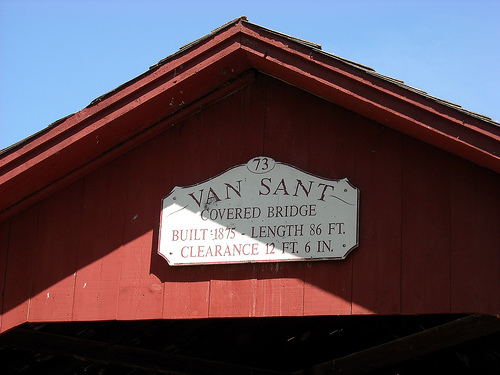 73
VAN SANT
COVERED BRIDGE
BUILT 1875 - LENGTH 86 FT.
CLEARANCE 12 FT. 6 IN.